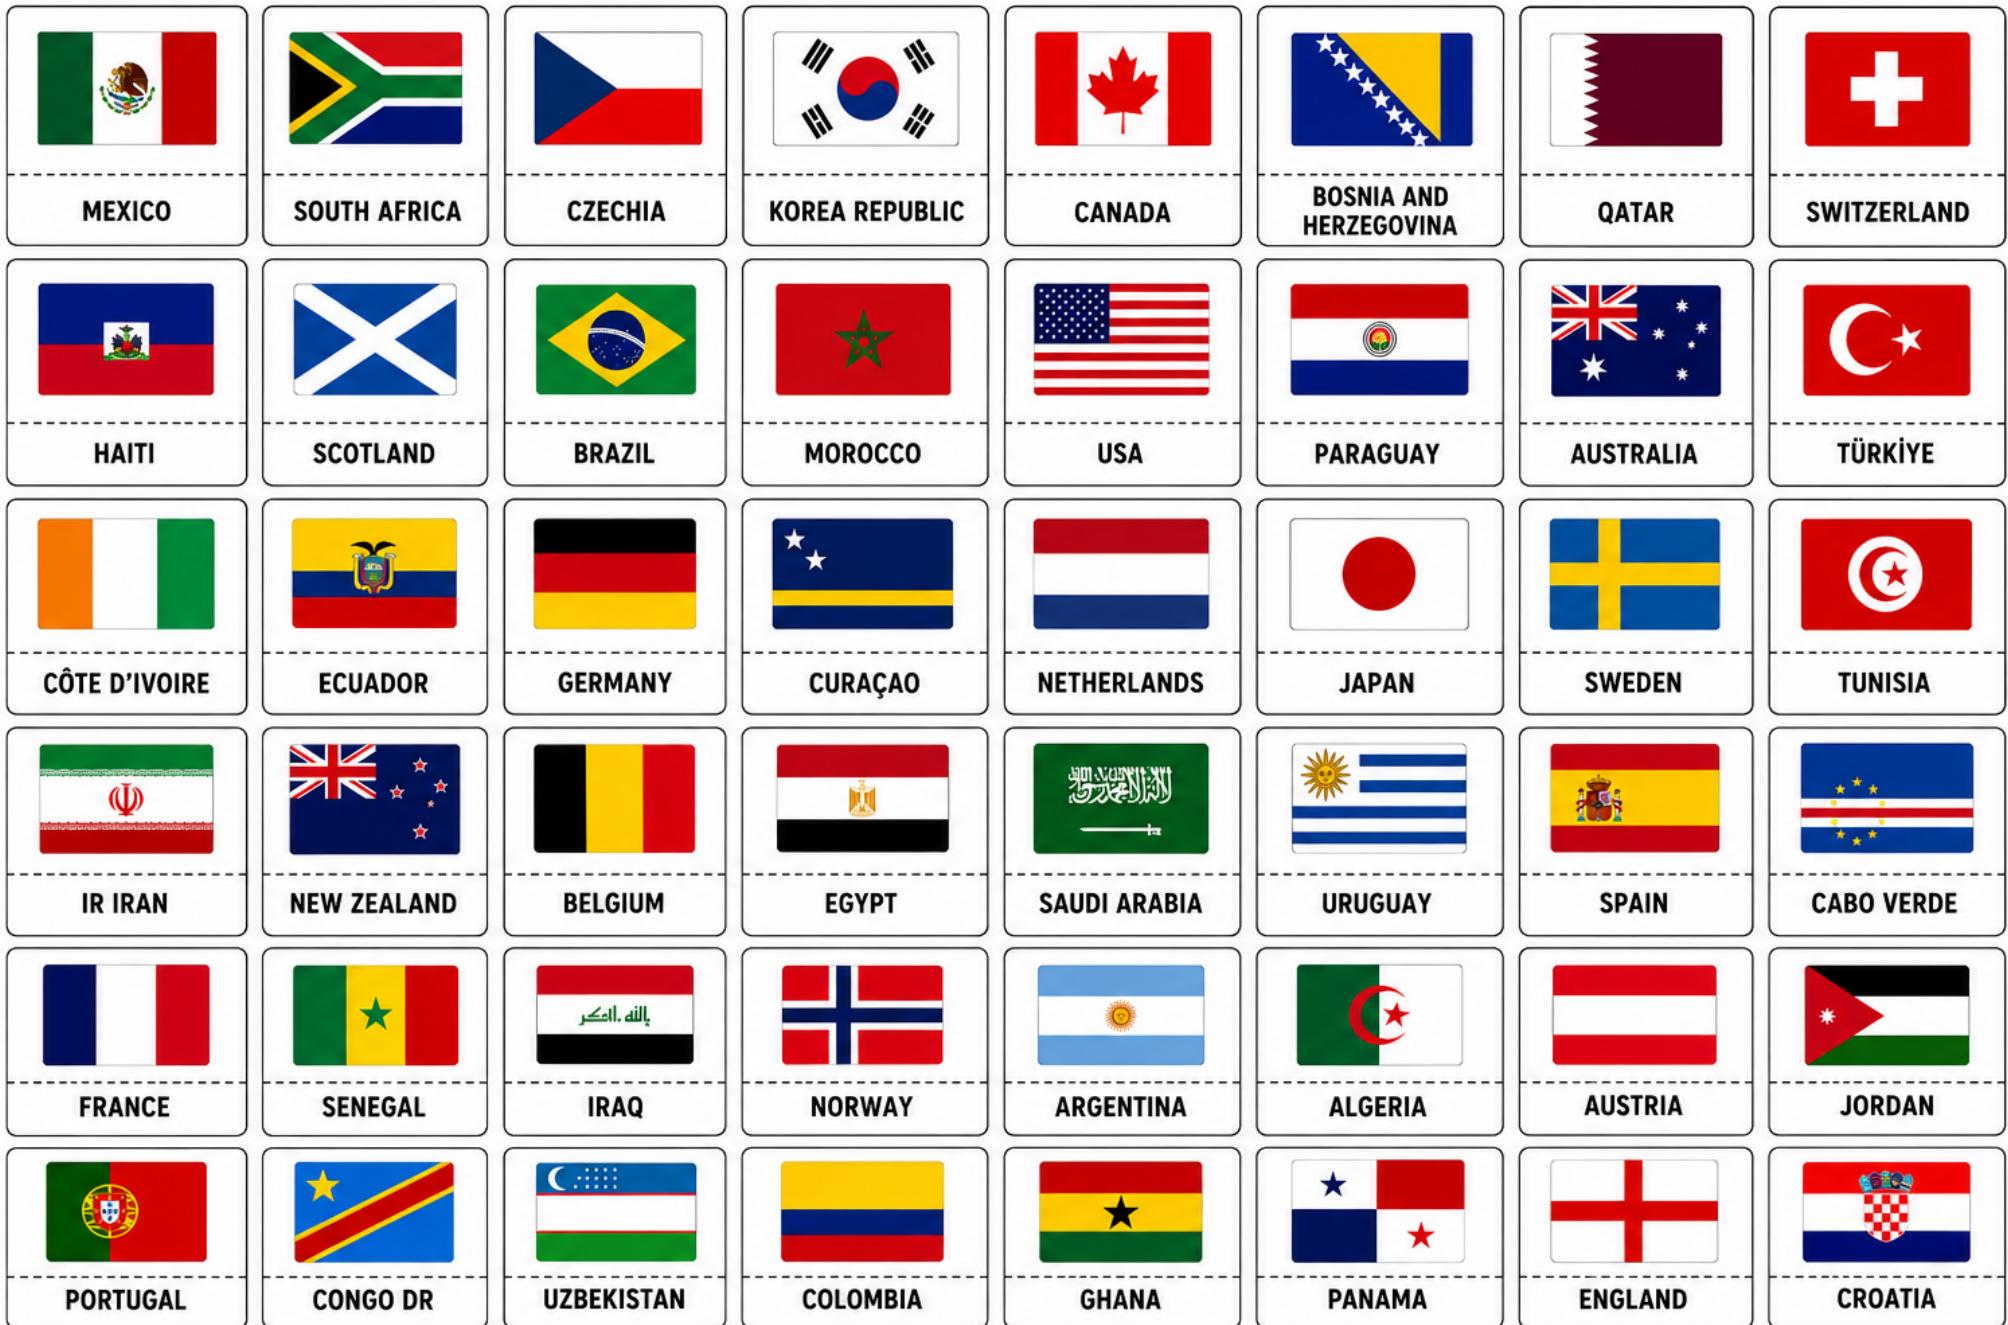 MEXICO
SOUTH AFRICA
CZECHIA
KOREA REPUBLIC
CANADA
BOSNIA AND
HERZEGOVINA
QATAR
SWITZERLAND
HAITI
SCOTLAND
BRAZIL
MOROCCO
USA
PARAGUAY
AUSTRALIA
TÜRKİYE
CÔTE D’IVOIRE
ECUADOR
GERMANY
CURAÇAO
NETHERLANDS
JAPAN
SWEDEN
TUNISIA
IR IRAN
NEW ZEALAND
BELGIUM
EGYPT
SAUDI ARABIA
URUGUAY
SPAIN
CABO VERDE
FRANCE
SENEGAL
IRAQ
NORWAY
ARGENTINA
ALGERIA
AUSTRIA
JORDAN
PORTUGAL
CONGO DR
UZBEKISTAN
COLOMBIA
GHANA
PANAMA
ENGLAND
CROATIA